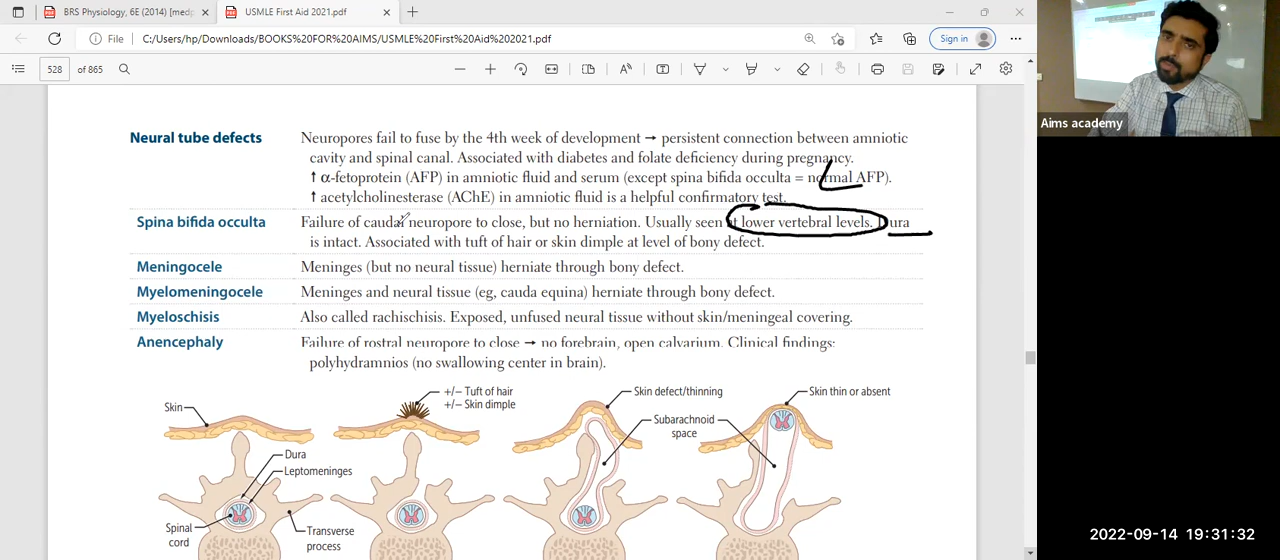 BRS Physiology, 6E (2014) [medp
USMLE First Aid 2021.pdf
File
C:/Users/hp/Downloads/BOOKS%20FOR%20AIMS/USMLE%20First%20Aid%202021.pdf
Sign in
528 of 865
Aims academy
Neural tube defects
Neuropores fail to fuse by the 4th week of development → persistent connection between amniotic
cavity and spinal canal. Associated with diabetes and folate deficiency during pregnancy.
↑ α-fetoprotein (AFP) in amniotic fluid and serum (except spina bifida occulta = normal AFP).
↑ acetylcholinesterase (AChE) in amniotic fluid is a helpful confirmatory test.
Spina bifida occulta
Failure of caudal neuropore to close, but no herniation. Usually seen at lower vertebral levels. Dura
is intact. Associated with tuft of hair or skin dimple at level of bony defect.
Meningocele
Meninges (but no neural tissue) herniate through bony defect.
Myelomeningocele
Meninges and neural tissue (eg, cauda equina) herniate through bony defect.
Myeloschisis
Also called rachischisis. Exposed, unfused neural tissue without skin/meningeal covering.
Anencephaly
Failure of rostral neuropore to close → no forebrain, open calvarium. Clinical findings:
polyhydramnios (no swallowing center in brain).
Skin
+/− Tuft of hair
+/− Skin dimple
Skin defect/thinning
Subarachnoid
space
Skin thin or absent
Dura
Leptomeninges
Spinal
cord
Transverse
process
2022-09-14 19:31:32